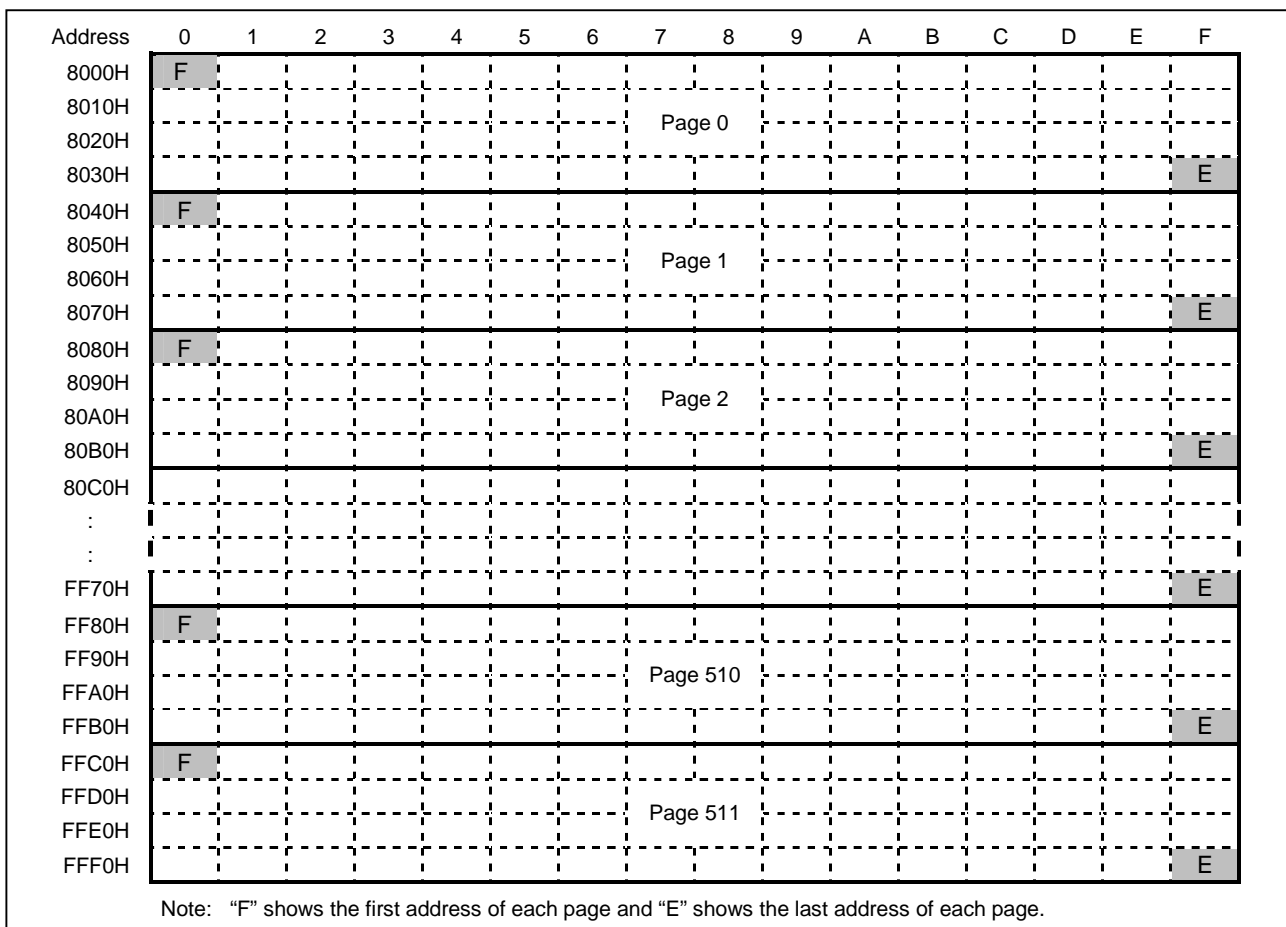 Address 0 1 2 3 4 5 6 7 8 9 A B C D E F
8000H F
8010H
Page 0
8020H
8030H E
8040H F
8050H
Page 1
8060H
8070H E
8080H F
8090H
Page 2
80A0H
80B0H E
80C0H
:
:
FF70H E
FF80H F
FF90H
Page 510
FFA0H
FFB0H E
FFC0H F
FFD0H
Page 511
FFE0H
FFF0H E
Note: “F” shows the first address of each page and “E” shows the last address of each page.